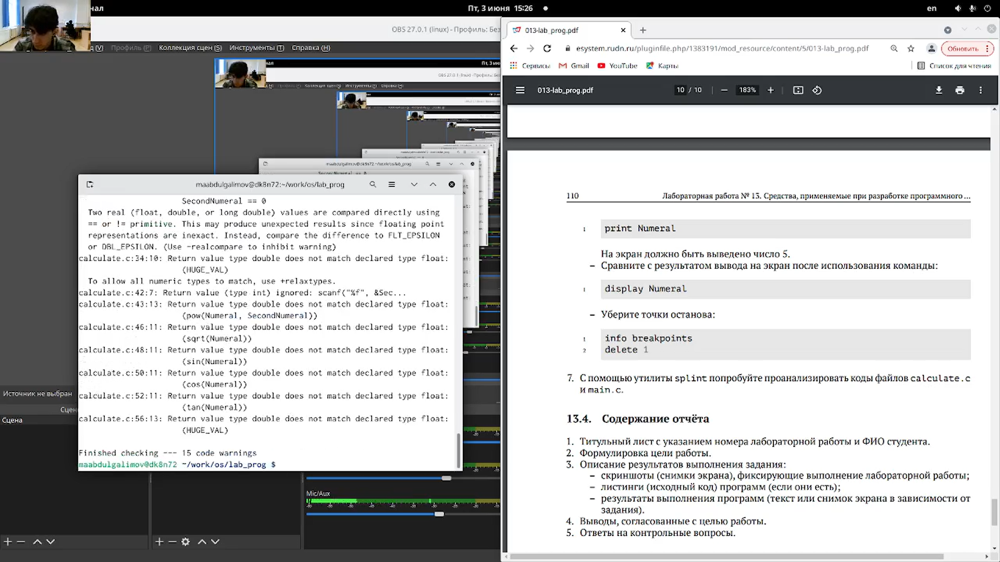 нал
Пт, 3 июня 15:26
en
OBS 27.0.1 (linux) - Профиль: Без
(V)
Профиль (P)
Коллекция сцен (S)
Инструменты (T)
Справка (H)
maabdulgalimov@dk8n72:~/work/os/lab_prog
maabdulgalimov@dk8n72:~/work/os/lab_prog
SecondNumeral == 0
Two real (float, double, or long double) values are compared directly using
== or != primitive. This may produce unexpected results since floating point
representations are inexact. Instead, compare the difference to FLT_EPSILON
or DBL_EPSILON. (Use -realcompare to inhibit warning)
calculate.c:34:10: Return value type double does not match declared type float:
(HUGE_VAL)
To allow all numeric types to match, use +relaxtypes.
calculate.c:42:7: Return value (type int) ignored: scanf("%f", &Sec...
calculate.c:43:13: Return value type double does not match declared type float:
(pow(Numeral, SecondNumeral))
calculate.c:46:11: Return value type double does not match declared type float:
(sqrt(Numeral))
calculate.c:48:11: Return value type double does not match declared type float:
(sin(Numeral))
calculate.c:50:11: Return value type double does not match declared type float:
(cos(Numeral))
calculate.c:52:11: Return value type double does not match declared type float:
(tan(Numeral))
calculate.c:56:13: Return value type double does not match declared type float:
(HUGE_VAL)
Finished checking --- 15 code warnings
maabdulgalimov@dk8n72 ~/work/os/lab_prog $
Источник не выбран
Сцен
Сцена
Mic/Aux
013-lab_prog.pdf
esystem.rudn.ru/pluginfile.php/1383191/mod_resource/content/5/013-lab_prog.pdf
Обновить
Сервисы
Gmail
YouTube
Карты
Список для чтения
013-lab_prog.pdf
10 / 10
183%
110 Лабораторная работа № 13. Средства, применяемые при разработке программного ...
1 print Numeral
На экран должно быть выведено число 5.
– Сравните с результатом вывода на экран после использования команды:
1 display Numeral
– Уберите точки останова:
1 info breakpoints
2 delete 1
7. С помощью утилиты splint попробуйте проанализировать коды файлов calculate.c
и main.c.
13.4. Содержание отчёта
1. Титульный лист с указанием номера лабораторной работы и ФИО студента.
2. Формулировка цели работы.
3. Описание результатов выполнения задания:
– скриншоты (снимки экрана), фиксирующие выполнение лабораторной работы;
– листинги (исходный код) программ (если они есть);
– результаты выполнения программ (текст или снимок экрана в зависимости от
задания).
4. Выводы, согласованные с целью работы.
5. Ответы на контрольные вопросы.